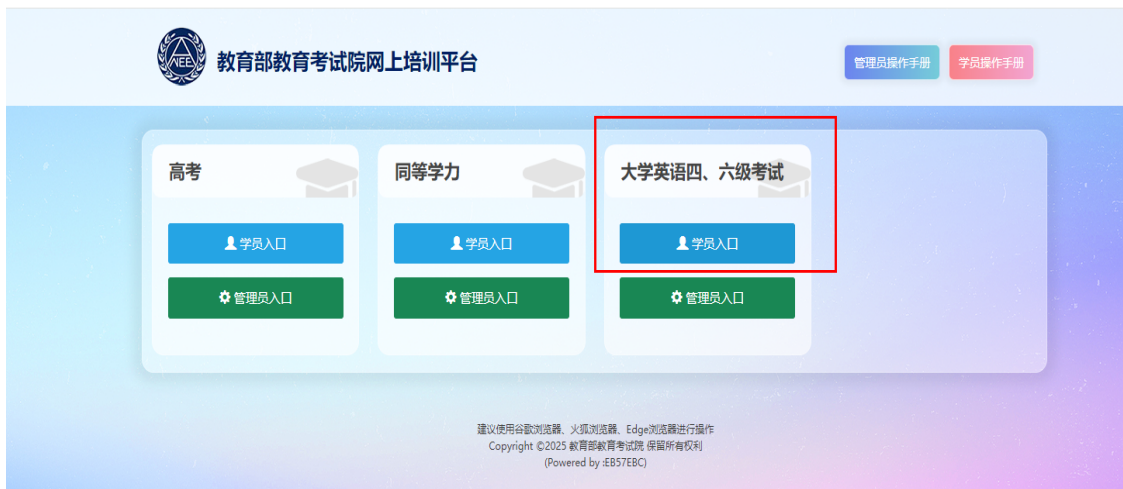 NEE
教育部教育考试院网上培训平台
管理员操作手册
学员操作手册
高考
同等学力
大学英语四、六级考试
学员入口
学员入口
学员入口
管理员入口
管理员入口
管理员入口
建议使用谷歌浏览器、火狐浏览器、Edge浏览器进行操作
Copyright ©2025 教育部教育考试院 保留所有权利
(Powered by :EB57EBC)